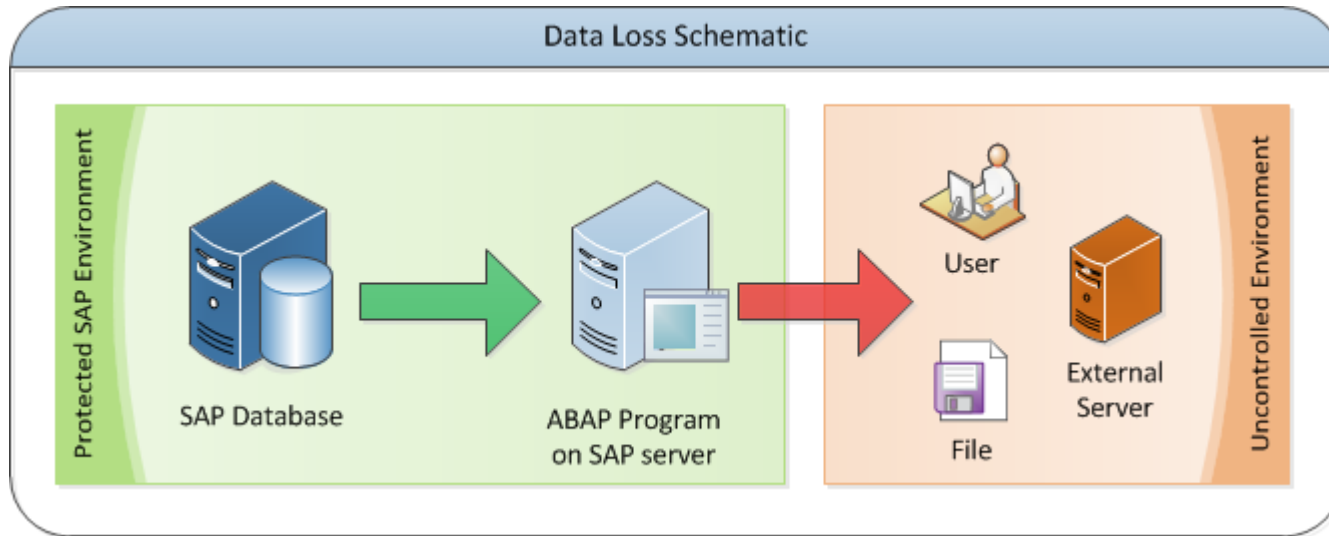 Data Loss Schematic
Protected SAP Environment
SAP Database
ABAP Program
on SAP server
User
File
External
Server
Uncontrolled Environment